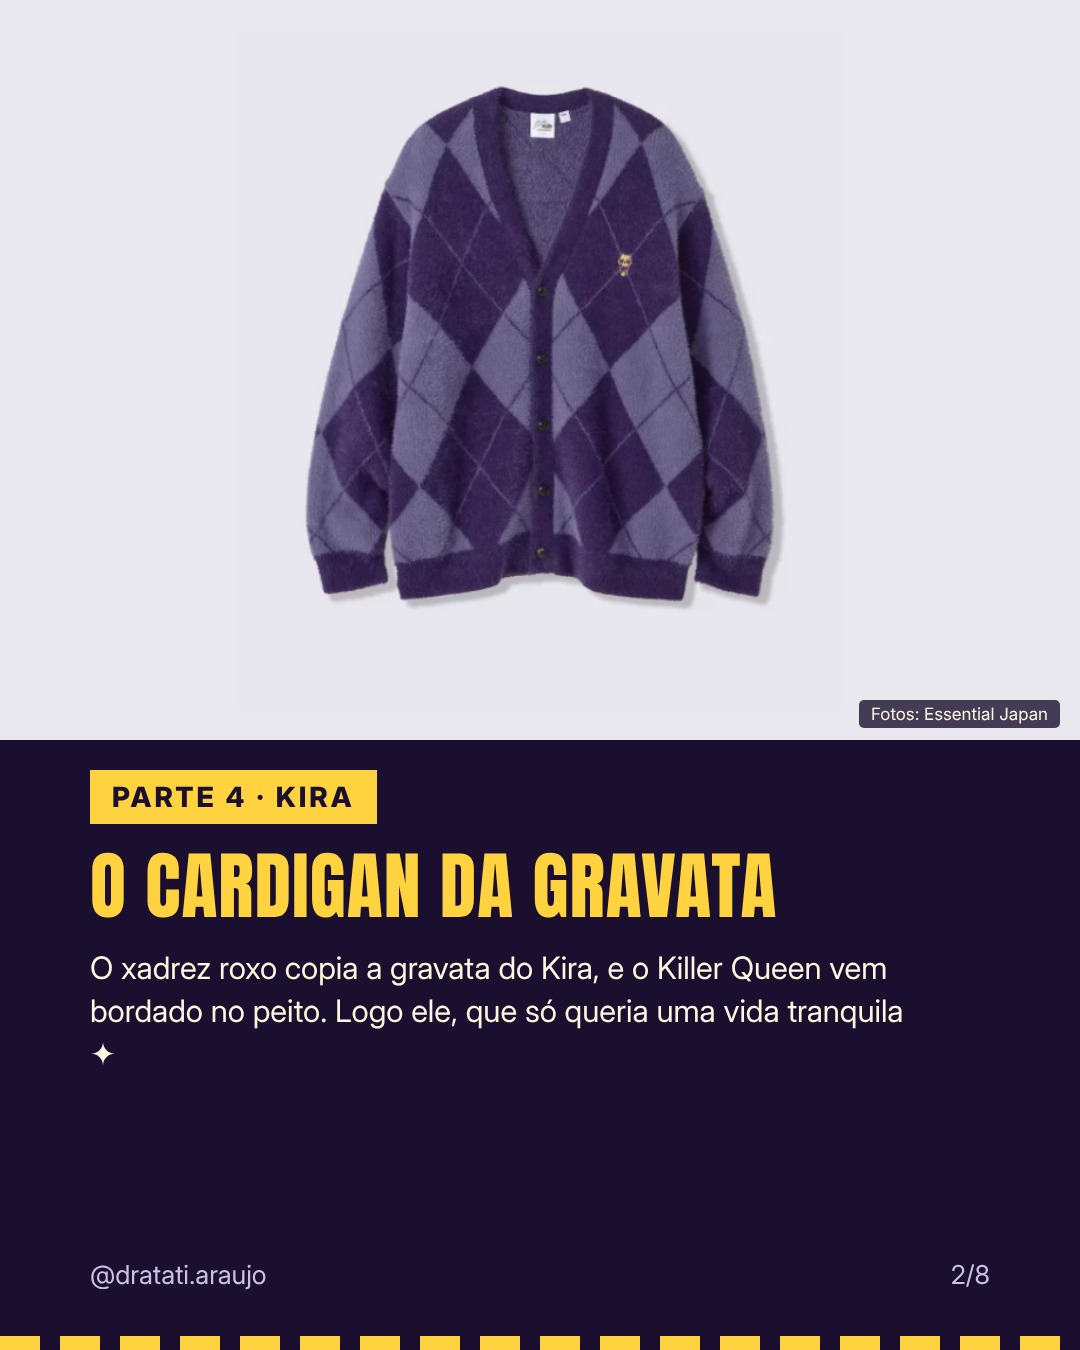 Fotos: Essential Japan
PARTE 4 · KIRA
O CARDIGAN DA GRAVATA
O xadrez roxo copia a gravata do Kira, e o Killer Queen vem
bordado no peito. Logo ele, que só queria uma vida tranquila
✦
@dratati.araujo
2/8